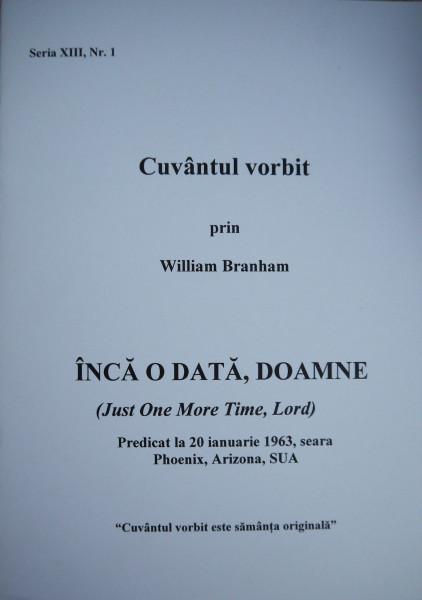 Seria XIII, Nr. 1
Cuvântul vorbit
prin
William Branham
ÎNCĂ O DATĂ, DOAMNE
(Just One More Time, Lord)
Predicat la 20 ianuarie 1963, seara
Phoenix, Arizona, SUA
“Cuvântul vorbit este sămânța originală”